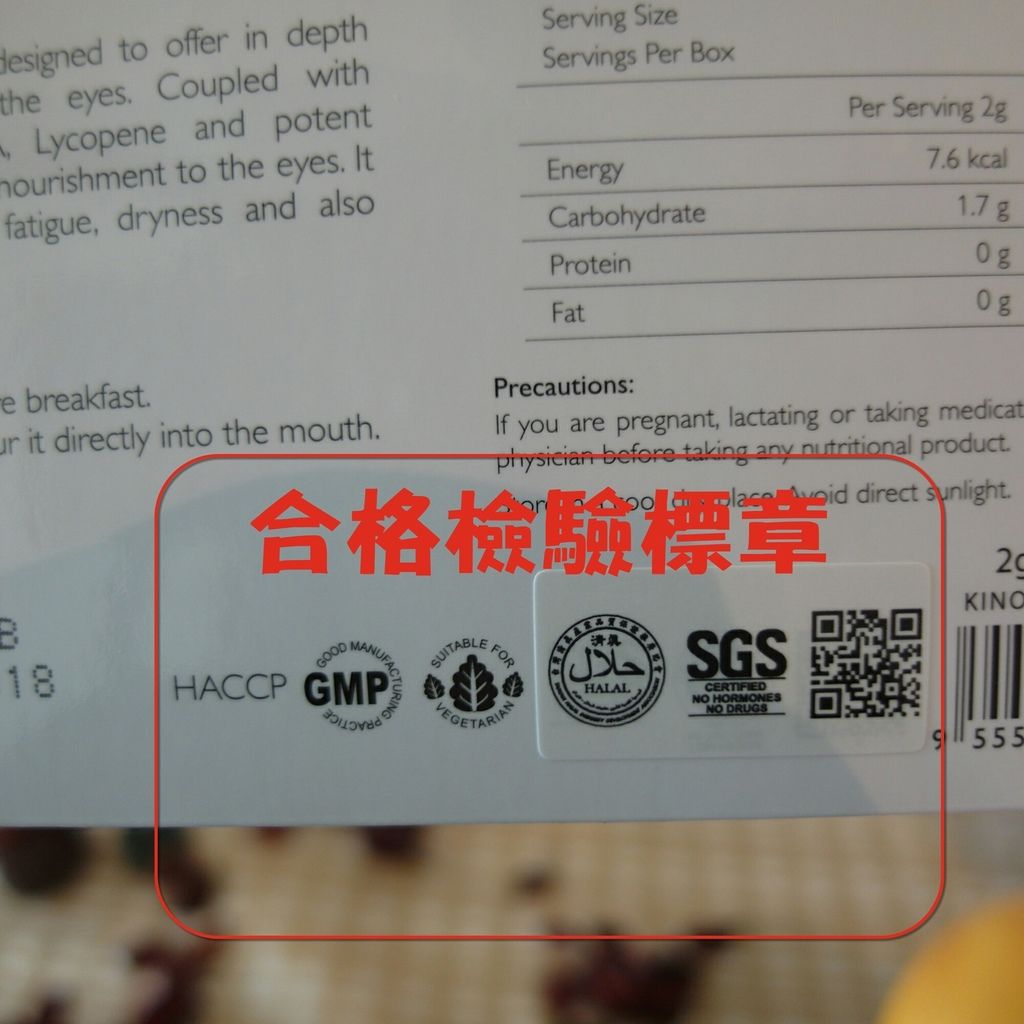 designed to offer in depth
the eyes. Coupled with
Lycopene and potent
nourishment to the eyes. It
fatigue, dryness and also
breakfast.
it directly into the mouth.
Serving Size
Servings Per Box
Per Serving 2g
Energy 7.6 kcal
Carbohydrate 1.7 g
Protein 0 g
Fat 0 g
Precautions:
If you are pregnant, lactating or taking medicat
physician before taking any nutritional product.
place. Avoid direct sunlight.
合格檢驗標章
B
18
HACCP
GOOD MANUFACTURING PRACTICE
GMP
SUITABLE FOR
VEGETARIAN
清真
حلال
HALAL
SGS
CERTIFIED
NO HORMONES
NO DRUGS
2g
KINO
9 555